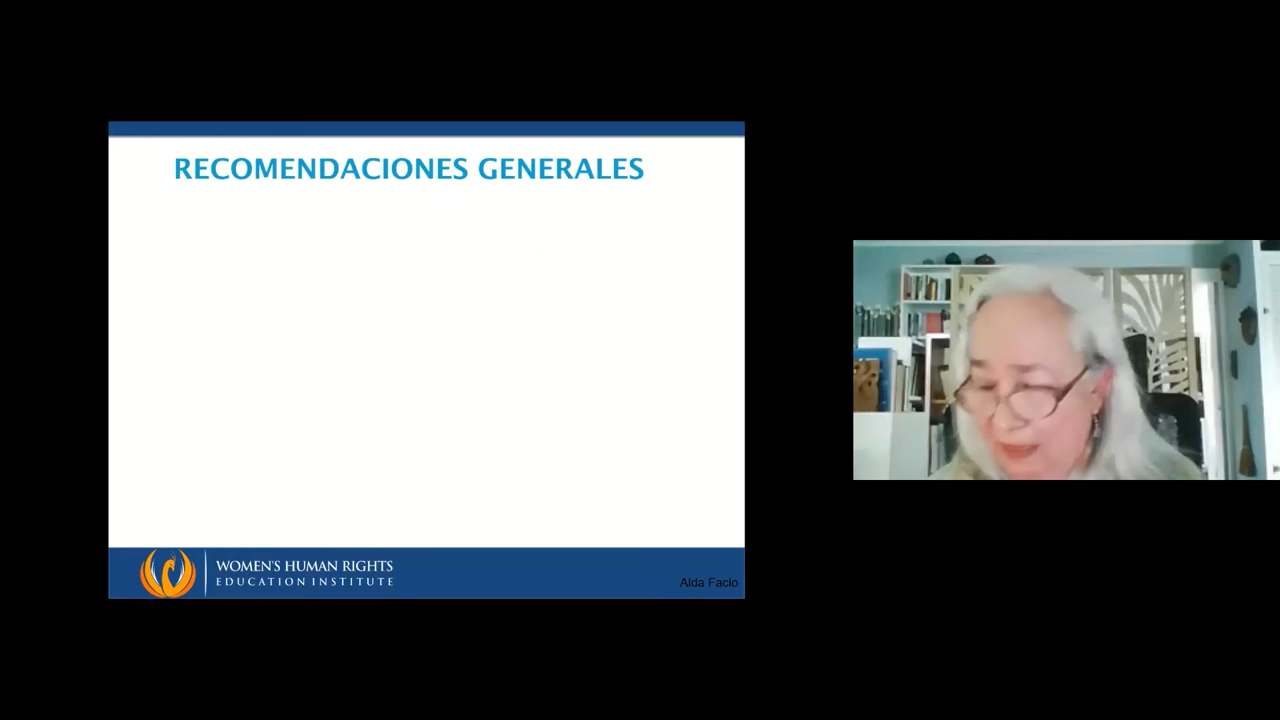 RECOMENDACIONES GENERALES
WOMEN'S HUMAN RIGHTS
EDUCATION INSTITUTE
Alda Facio